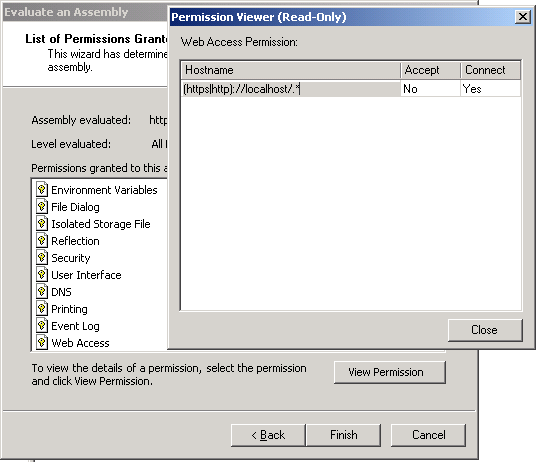 Evaluate an Assembly
List of Permissions Grant
This wizard has determine
assembly.
Assembly evaluated: http
Level evaluated: All
Permissions granted to this a
Environment Variables
File Dialog
Isolated Storage File
Reflection
Security
User Interface
DNS
Printing
Event Log
Web Access
To view the details of a permission, select the permission
and click View Permission.
View Permission
< Back
Finish
Cancel
Permission Viewer (Read-Only)
Web Access Permission:
Hostname Accept Connect
(https|http)://localhost/.* No Yes
Close